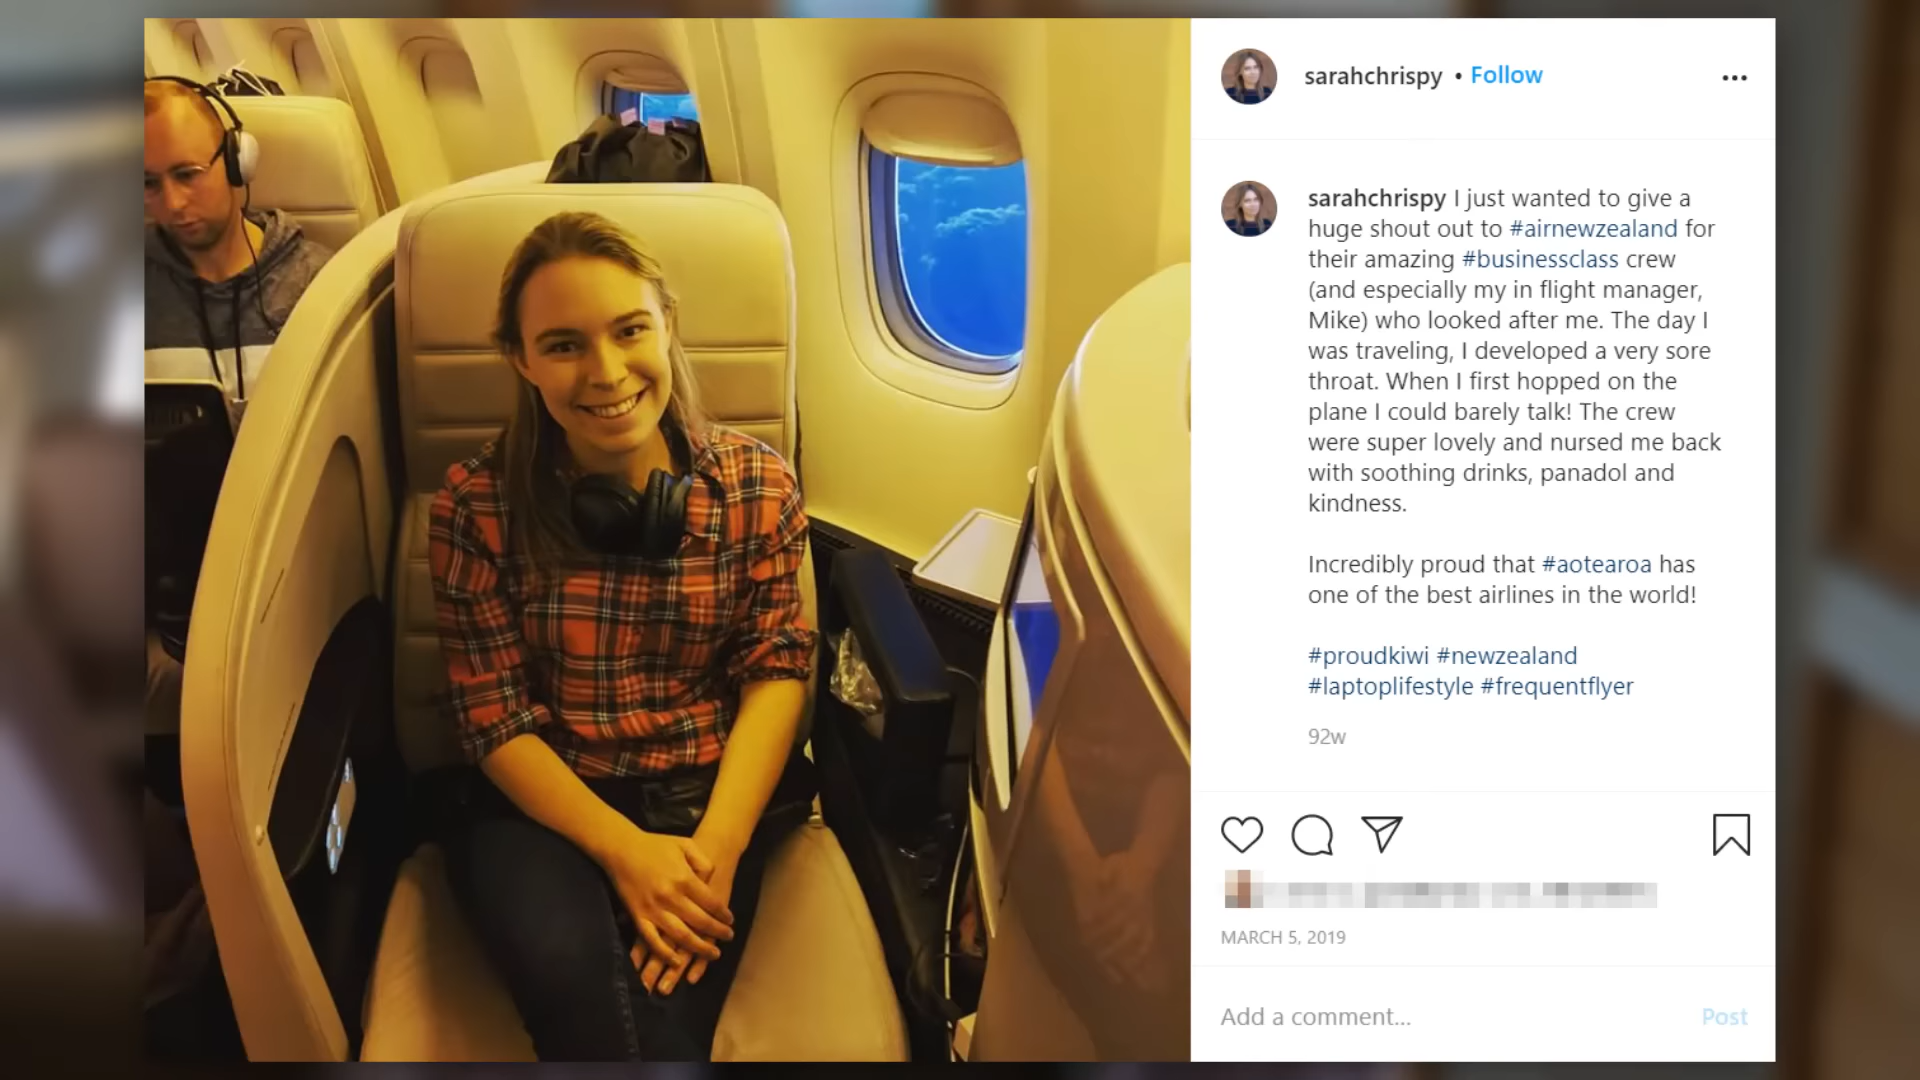 sarahchrispy • Follow
sarahchrispy I just wanted to give a
huge shout out to #airnewzealand for
their amazing #businessclass crew
(and especially my in flight manager,
Mike) who looked after me. The day I
was traveling, I developed a very sore
throat. When I first hopped on the
plane I could barely talk! The crew
were super lovely and nursed me back
with soothing drinks, panadol and
kindness.
Incredibly proud that #aotearoa has
one of the best airlines in the world!
#proudkiwi #newzealand
#laptoplifestyle #frequentflyer
92w
MARCH 5, 2019
Add a comment...
Post